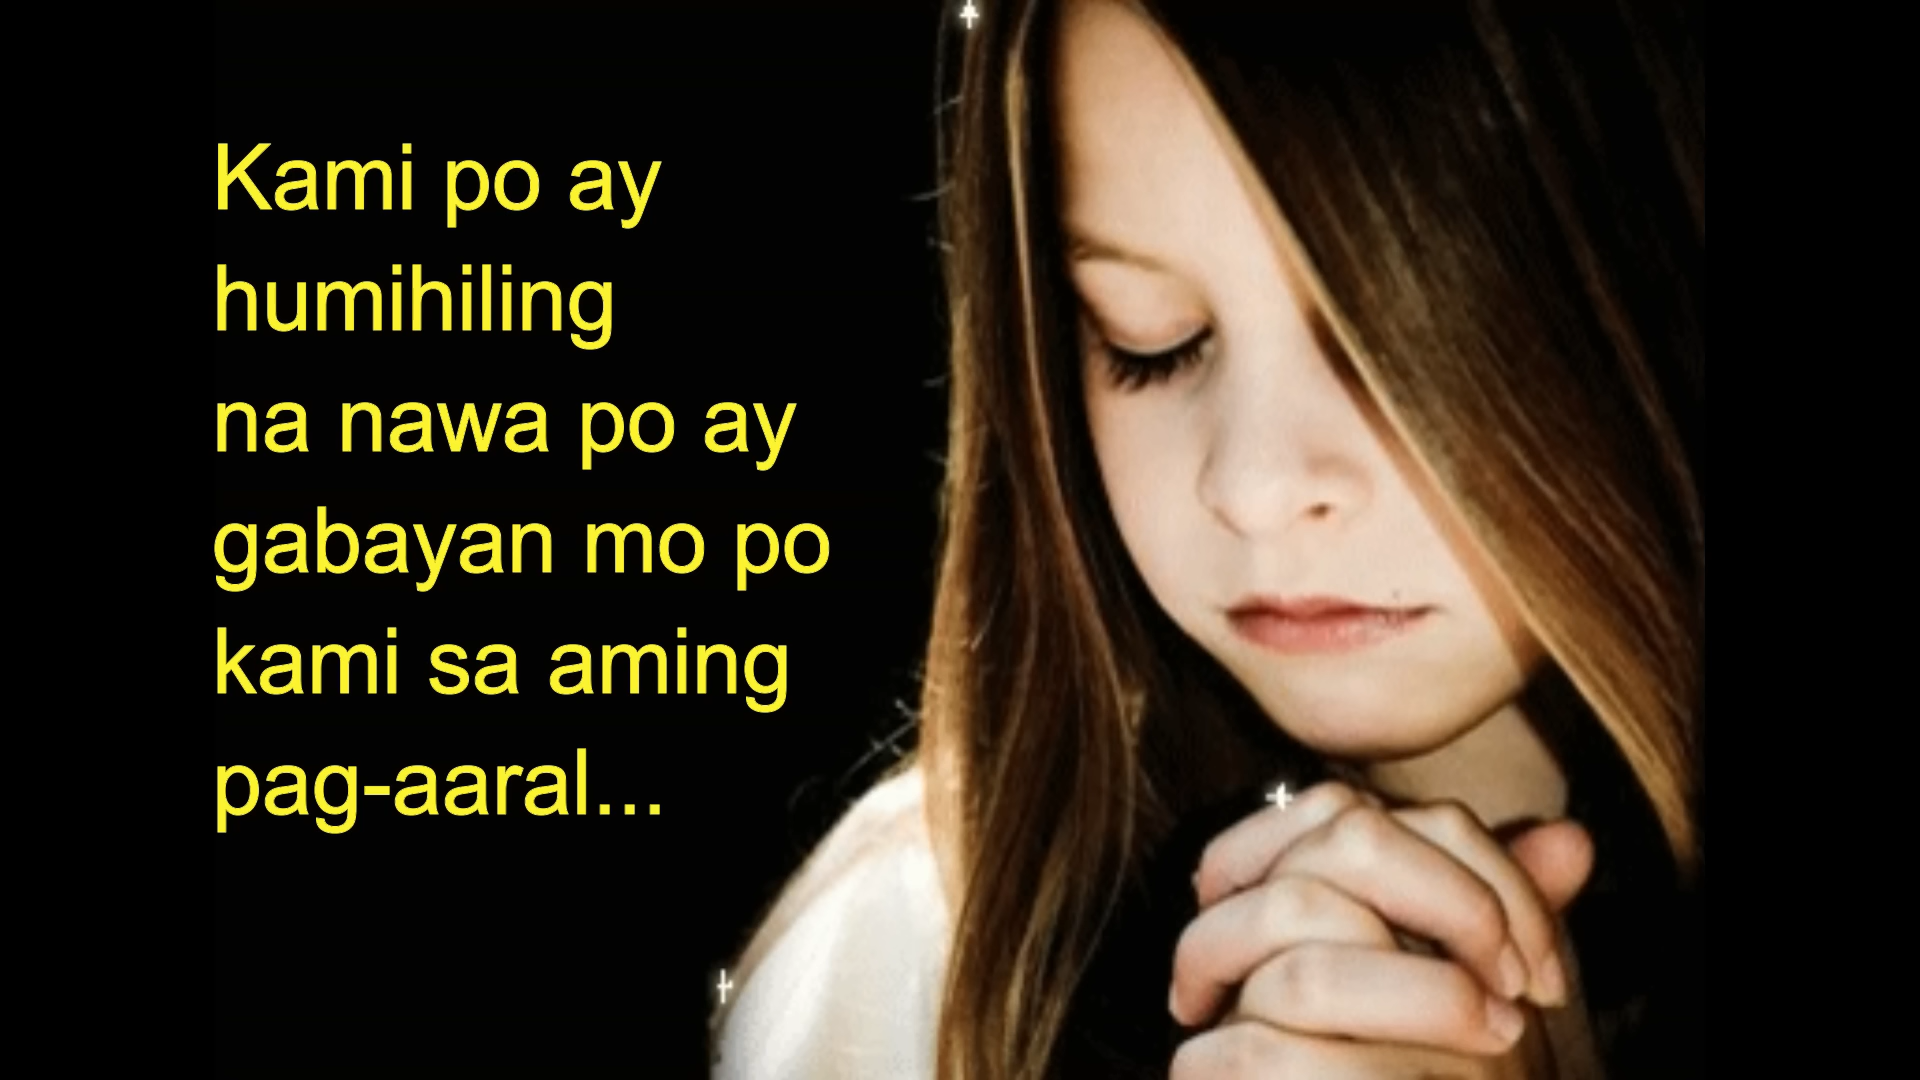 Kami po ay
humihiling
na nawa po ay
gabayan mo po
kami sa aming
pag-aaral...